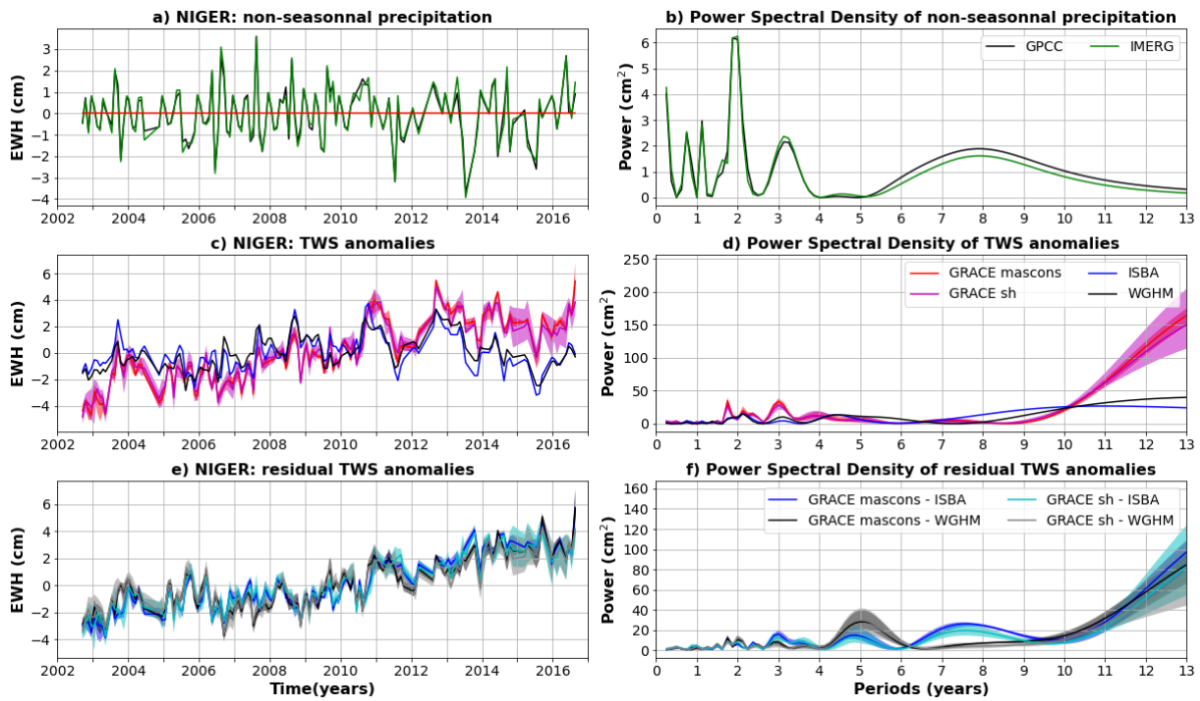 a) NIGER: non-seasonnal precipitation
EWH (cm)
3
2
1
0
−1
−2
−3
−4
2002 2004 2006 2008 2010 2012 2014 2016
b) Power Spectral Density of non-seasonnal precipitation
GPCC IMERG
Power (cm²)
6
5
4
3
2
1
0
0 1 2 3 4 5 6 7 8 9 10 11 12 13
c) NIGER: TWS anomalies
EWH (cm)
6
4
2
0
−2
−4
2002 2004 2006 2008 2010 2012 2014 2016
d) Power Spectral Density of TWS anomalies
GRACE mascons ISBA
GRACE sh WGHM
Power (cm²)
250
200
150
100
50
0
0 1 2 3 4 5 6 7 8 9 10 11 12 13
e) NIGER: residual TWS anomalies
EWH (cm)
6
4
2
0
−2
−4
2002 2004 2006 2008 2010 2012 2014 2016
Time(years)
f) Power Spectral Density of residual TWS anomalies
GRACE mascons - ISBA GRACE sh - ISBA
GRACE mascons - WGHM GRACE sh - WGHM
Power (cm²)
160
140
120
100
80
60
40
20
0
0 1 2 3 4 5 6 7 8 9 10 11 12 13
Periods (years)